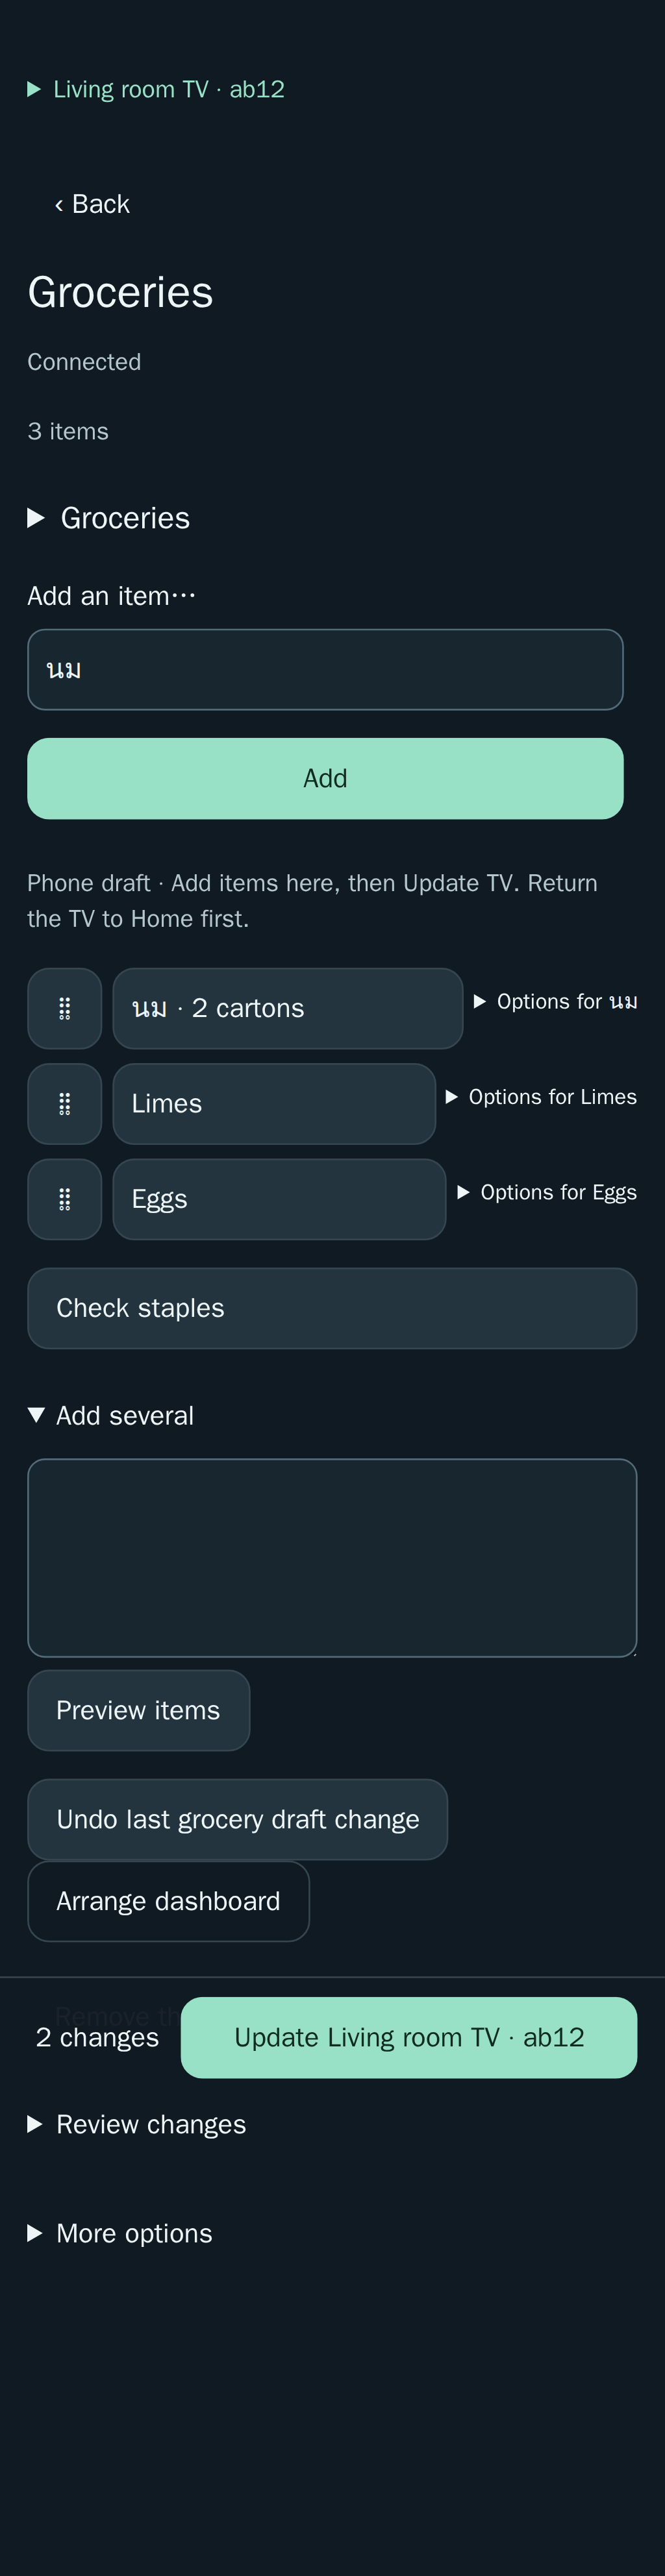 Living room TV · ab12
‹ Back
Groceries
Connected
3 items
Groceries
Add an item⋯
นม
Add
Phone draft · Add items here, then Update TV. Return
the TV to Home first.
นม · 2 cartons
Options for นม
Limes
Options for Limes
Eggs
Options for Eggs
Check staples
Add several
Preview items
Undo last grocery draft change
Arrange dashboard
Remove th
2 changes
Update Living room TV · ab12
Review changes
More options